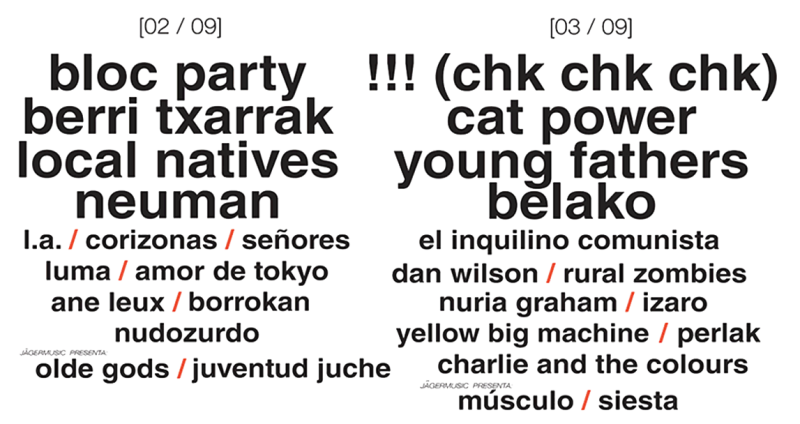 [02 / 09]
bloc party
berri txarrak
local natives
neuman
l.a. / corizonas / señores
luma / amor de tokyo
ane leux / borrokan
nudozurdo
JÄGERMUSIC PRESENTA:
olde gods / juventud juche
[03 / 09]
!!! (chk chk chk)
cat power
young fathers
belako
el inquilino comunista
dan wilson / rural zombies
nuria graham / izaro
yellow big machine / perlak
charlie and the colours
JÄGERMUSIC PRESENTA:
músculo / siesta